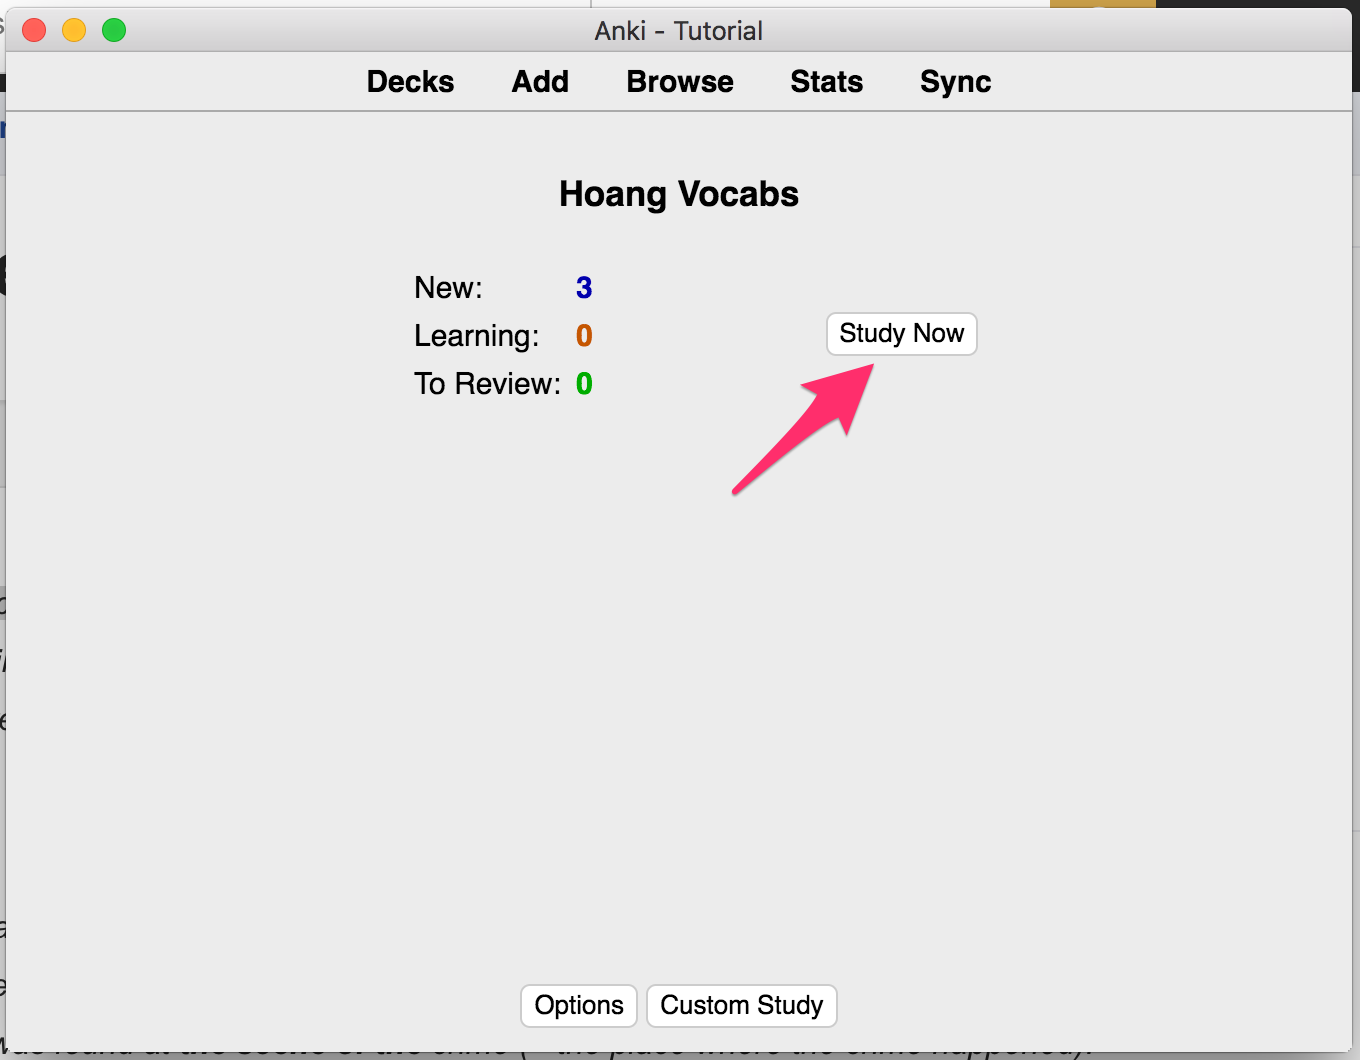 Anki - Tutorial
Decks Add Browse Stats Sync
Hoang Vocabs
New: 3
Learning: 0
Study Now
To Review: 0
Options Custom Study